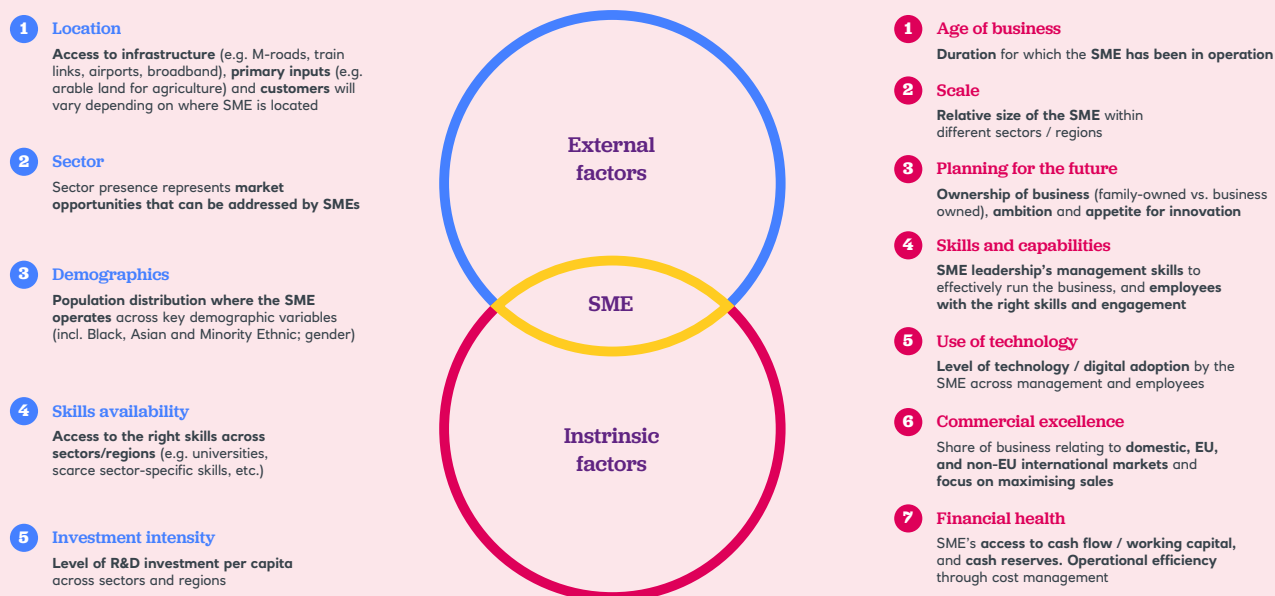 1 Location
Access to infrastructure (e.g. M-roads, train
links, airports, broadband), primary inputs (e.g.
arable land for agriculture) and customers will
vary depending on where SME is located
2 Sector
Sector presence represents market
opportunities that can be addressed by SMEs
3 Demographics
Population distribution where the SME
operates across key demographic variables
(incl. Black, Asian and Minority Ethnic; gender)
4 Skills availability
Access to the right skills across
sectors/regions (e.g. universities,
scarce sector-specific skills, etc.)
5 Investment intensity
Level of R&D investment per capita
across sectors and regions
External
factors
SME
Instrinsic
factors
1 Age of business
Duration for which the SME has been in operation
2 Scale
Relative size of the SME within
different sectors / regions
3 Planning for the future
Ownership of business (family-owned vs. business
owned), ambition and appetite for innovation
4 Skills and capabilities
SME leadership's management skills to
effectively run the business, and employees
with the right skills and engagement
5 Use of technology
Level of technology / digital adoption by the
SME across management and employees
6 Commercial excellence
Share of business relating to domestic, EU,
and non-EU international markets and
focus on maximising sales
7 Financial health
SME's access to cash flow / working capital,
and cash reserves. Operational efficiency
through cost management